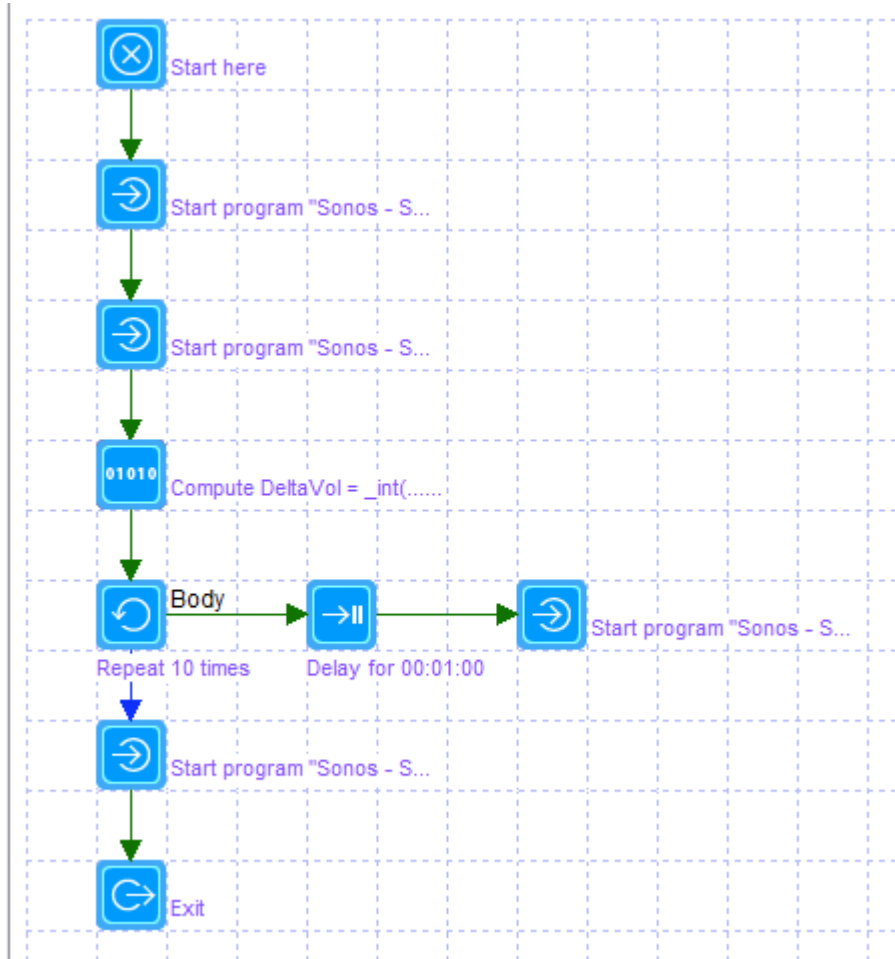 Start here
Start program "Sonos - S...
Start program "Sonos - S...
01010
Compute DeltaVol = _int(......
Body
Start program "Sonos - S...
Repeat 10 times
Delay for 00:01:00
Start program "Sonos - S...
Exit